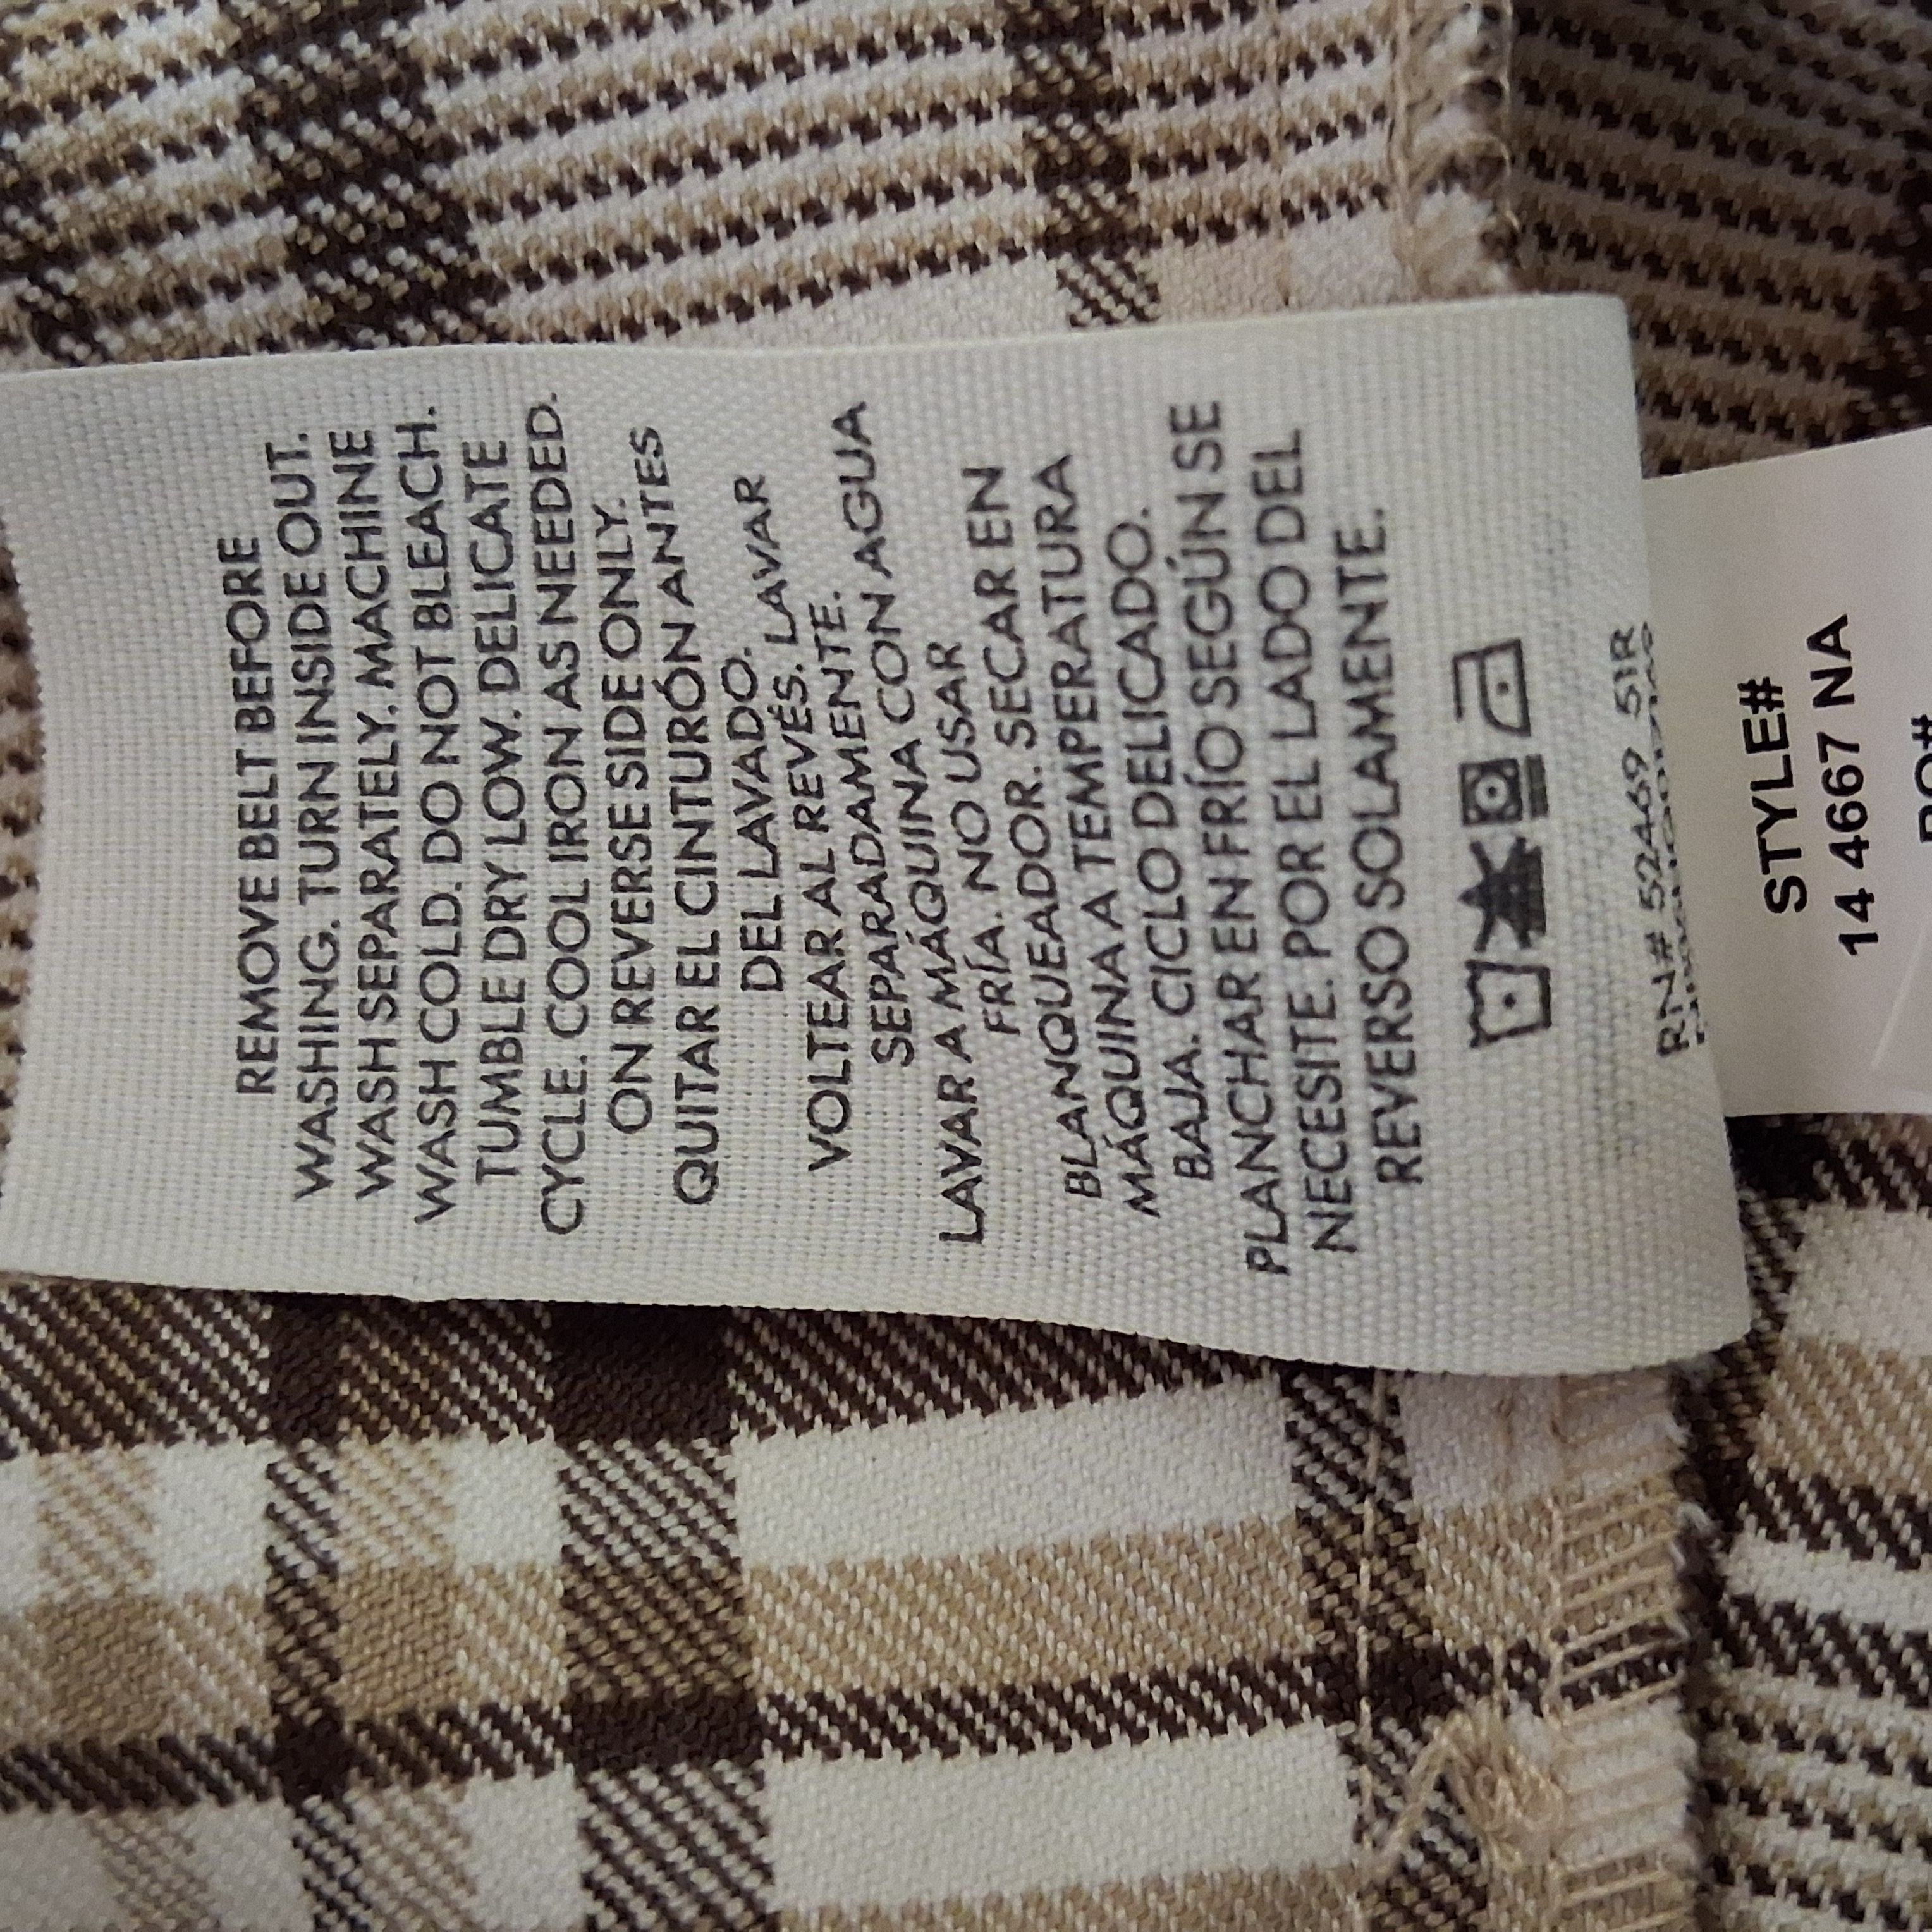 REMOVE BELT BEFORE
WASHING. TURN INSIDE OUT.
WASH SEPARATELY. MACHINE
WASH COLD. DO NOT BLEACH.
TUMBLE DRY LOW. DELICATE
CYCLE. COOL IRON AS NEEDED.
ON REVERSE SIDE ONLY.
QUITAR EL CINTURÓN ANTES
DEL LAVADO.
VOLTEAR AL REVÉS. LAVAR
SEPARADAMENTE.
LAVAR A MÁQUINA CON AGUA
FRÍA. NO USAR
BLANQUEADOR. SECAR EN
MÁQUINA A TEMPERATURA
BAJA. CICLO DELICADO.
PLANCHAR EN FRÍO SEGÚN SE
NECESITE. POR EL LADO DEL
REVERSO SOLAMENTE.
RN# 52469 SIR
STYLE#
14 4667 NA